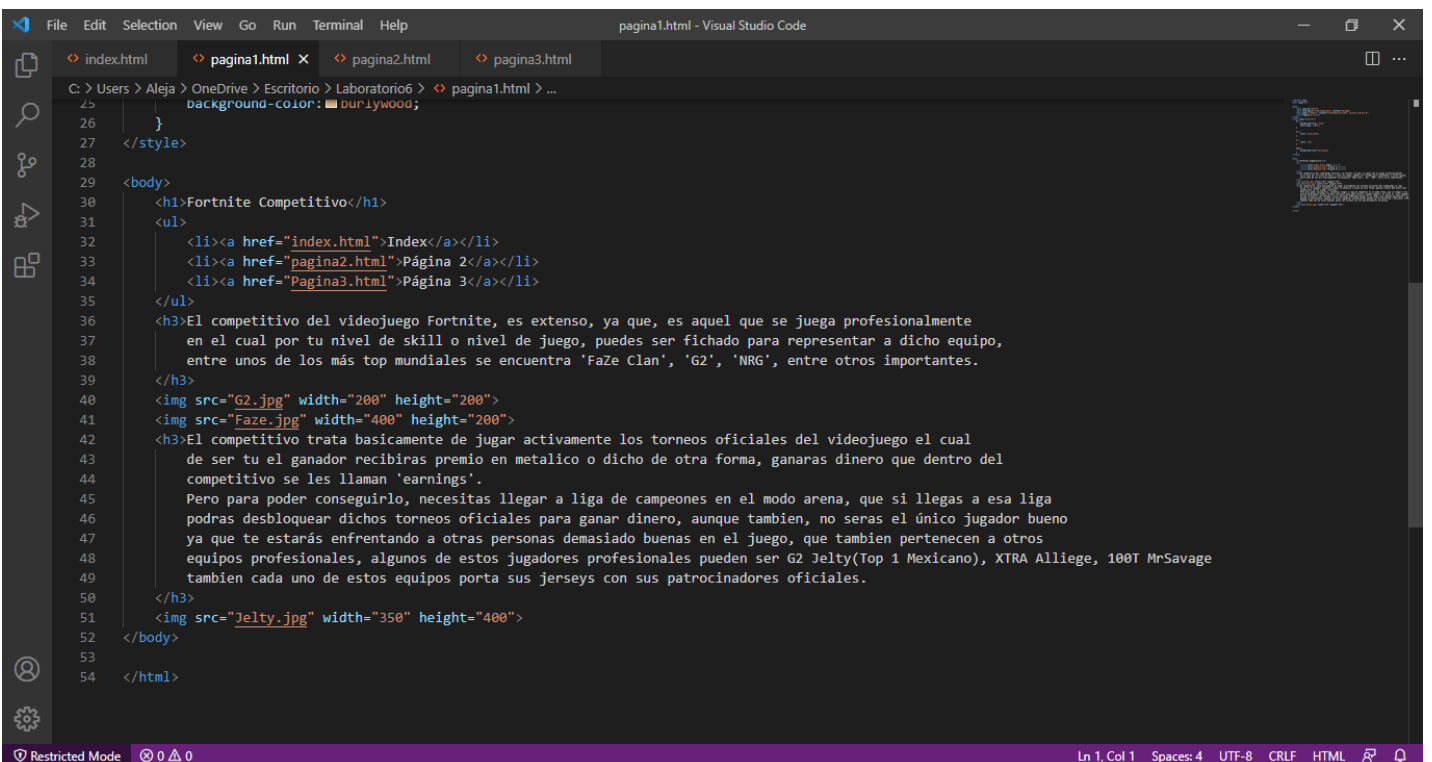 File Edit Selection View Go Run Terminal Help pagina1.html - Visual Studio Code
index.html pagina1.html pagina2.html pagina3.html
C: > Users > Aleja > OneDrive > Escritorio > Laboratorio6 > pagina1.html > ...
25 background-color: burlywood;
26 }
27 </style>
28
29 <body>
30 <h1>Fortnite Competitivo</h1>
31 <ul>
32 <li><a href="index.html">Index</a></li>
33 <li><a href="pagina2.html">Página 2</a></li>
34 <li><a href="Pagina3.html">Página 3</a></li>
35 </ul>
36 <h3>El competitivo del videojuego Fortnite, es extenso, ya que, es aquel que se juega profesionalmente
37 en el cual por tu nivel de skill o nivel de juego, puedes ser fichado para representar a dicho equipo,
38 entre unos de los más top mundiales se encuentra 'FaZe Clan', 'G2', 'NRG', entre otros importantes.
39 </h3>
40 <img src="G2.jpg" width="200" height="200">
41 <img src="Faze.jpg" width="400" height="200">
42 <h3>El competitivo trata basicamente de jugar activamente los torneos oficiales del videojuego el cual
43 de ser tu el ganador recibiras premio en metalico o dicho de otra forma, ganaras dinero que dentro del
44 competitivo se les llaman 'earnings'.
45 Pero para poder conseguirlo, necesitas llegar a liga de campeones en el modo arena, que si llegas a esa liga
46 podras desbloquear dichos torneos oficiales para ganar dinero, aunque tambien, no seras el único jugador bueno
47 ya que te estarás enfrentando a otras personas demasiado buenas en el juego, que tambien pertenecen a otros
48 equipos profesionales, algunos de estos jugadores profesionales pueden ser G2 Jelty(Top 1 Mexicano), XTRA Alliege, 100T MrSavage
49 tambien cada uno de estos equipos porta sus jerseys con sus patrocinadores oficiales.
50 </h3>
51 <img src="Jelty.jpg" width="350" height="400">
52 </body>
53
54 </html>
Restricted Mode 0 0 Ln 1, Col 1 Spaces: 4 UTF-8 CRLF HTML